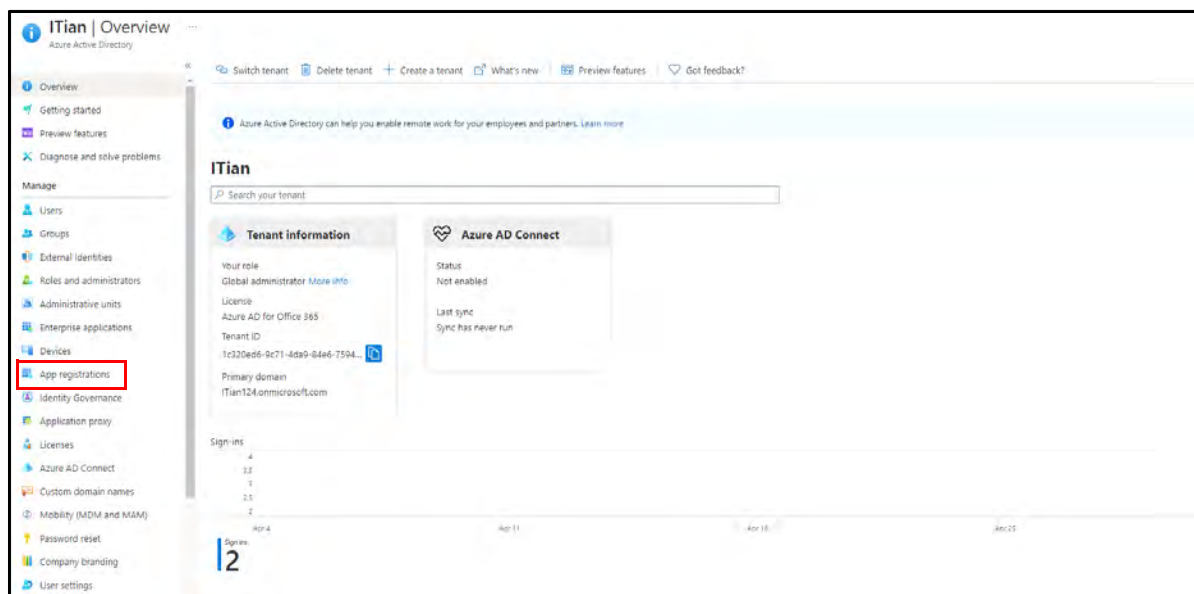 ITian | Overview ...
Azure Active Directory
«
Overview
Getting started
Preview features
Diagnose and solve problems
Manage
Users
Groups
External Identities
Roles and administrators
Administrative units
Enterprise applications
Devices
App registrations
Identity Governance
Application proxy
Licenses
Azure AD Connect
Custom domain names
Mobility (MDM and MAM)
Password reset
Company branding
User settings
Switch tenant Delete tenant Create a tenant What's new Preview features Got feedback?
Azure Active Directory can help you enable remote work for your employees and partners. Learn more
ITian
Search your tenant
Tenant information
Your role
Global administrator More info
License
Azure AD for Office 365
Tenant ID
1c320ed6-9c71-4da9-84e6-7594...
Primary domain
ITian124.onmicrosoft.com
Azure AD Connect
Status
Not enabled
Last sync
Sync has never run
Sign-ins
4
3.5
3
2.5
2
Apr 4 Apr 11 Apr 18 Apr 25
Sign ins
2